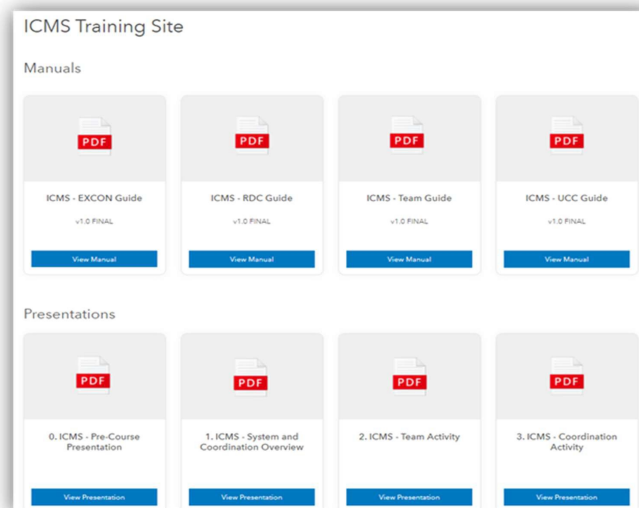 ICMS Training Site
Manuals
PDF
PDF
PDF
PDF
ICMS - EXCON Guide
ICMS - RDC Guide
ICMS - Team Guide
ICMS - UCC Guide
v1.0 FINAL
v1.0 FINAL
v1.0 FINAL
v1.0 FINAL
View Manual
View Manual
View Manual
View Manual
Presentations
PDF
PDF
PDF
PDF
0. ICMS - Pre-Course
Presentation
1. ICMS - System and
Coordination Overview
2. ICMS - Team Activity
3. ICMS - Coordination
Activity
View Presentation
View Presentation
View Presentation
View Presentation